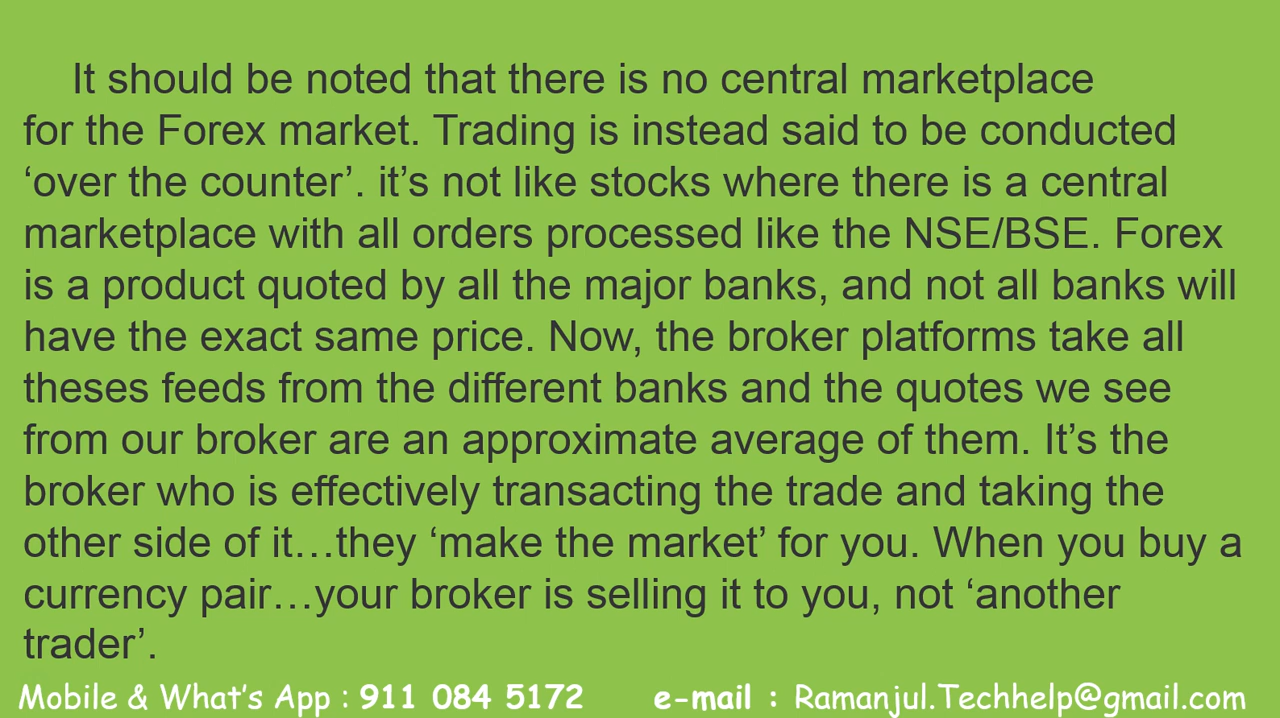 It should be noted that there is no central marketplace
for the Forex market. Trading is instead said to be conducted
‘over the counter’. it’s not like stocks where there is a central
marketplace with all orders processed like the NSE/BSE. Forex
is a product quoted by all the major banks, and not all banks will
have the exact same price. Now, the broker platforms take all
theses feeds from the different banks and the quotes we see
from our broker are an approximate average of them. It’s the
broker who is effectively transacting the trade and taking the
other side of it…they ‘make the market’ for you. When you buy a
currency pair…your broker is selling it to you, not ‘another
trader’.
Mobile & What’s App : 911 084 5172 e-mail : Ramanjul.Techhelp@gmail.com